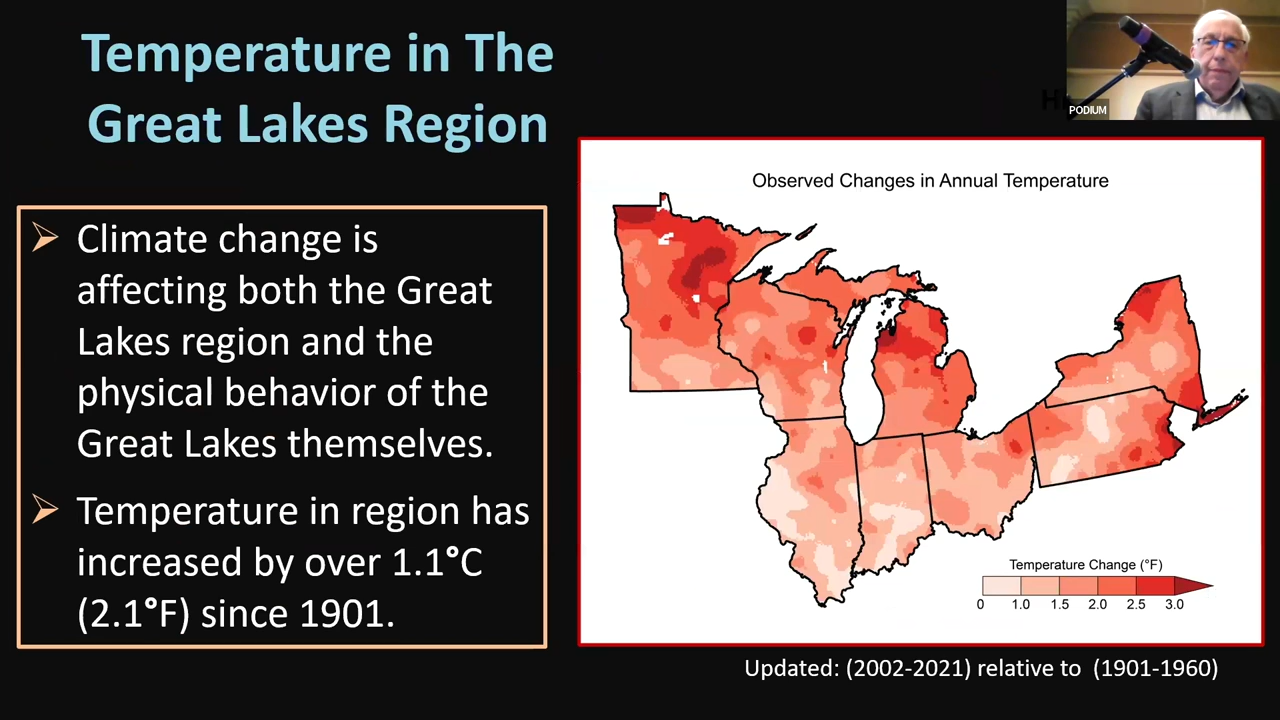 Temperature in The
Great Lakes Region
PODIUM
Climate change is
affecting both the Great
Lakes region and the
physical behavior of the
Great Lakes themselves.
Temperature in region has
increased by over 1.1°C
(2.1°F) since 1901.
Observed Changes in Annual Temperature
Temperature Change (°F)
0 1.0 1.5 2.0 2.5 3.0
Updated: (2002-2021) relative to (1901-1960)